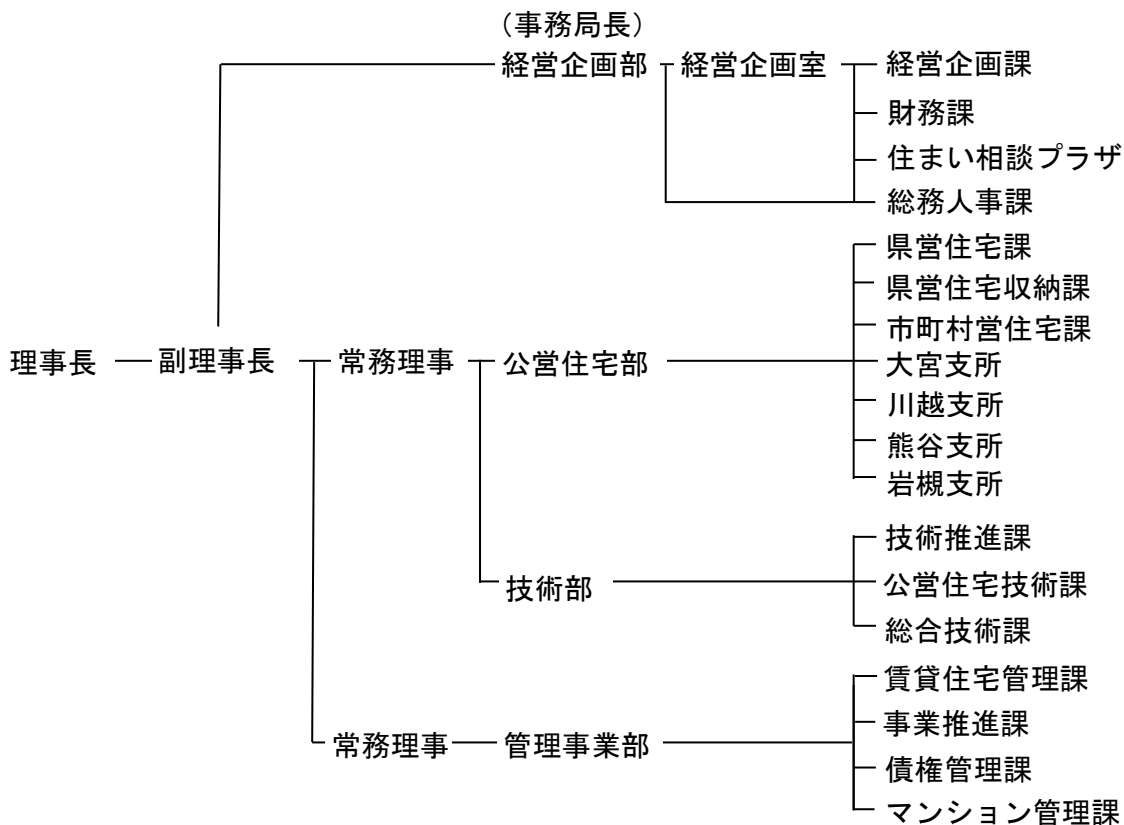 （事務局長）
経営企画部 経営企画室 経営企画課
財務課
住まい相談プラザ
総務人事課
県営住宅課
県営住宅収納課
市町村営住宅課
理事長 副理事長 常務理事 公営住宅部 大宮支所
川越支所
熊谷支所
岩槻支所
技術推進課
技術部 公営住宅技術課
総合技術課
賃貸住宅管理課
事業推進課
常務理事 管理事業部
債権管理課
マンション管理課